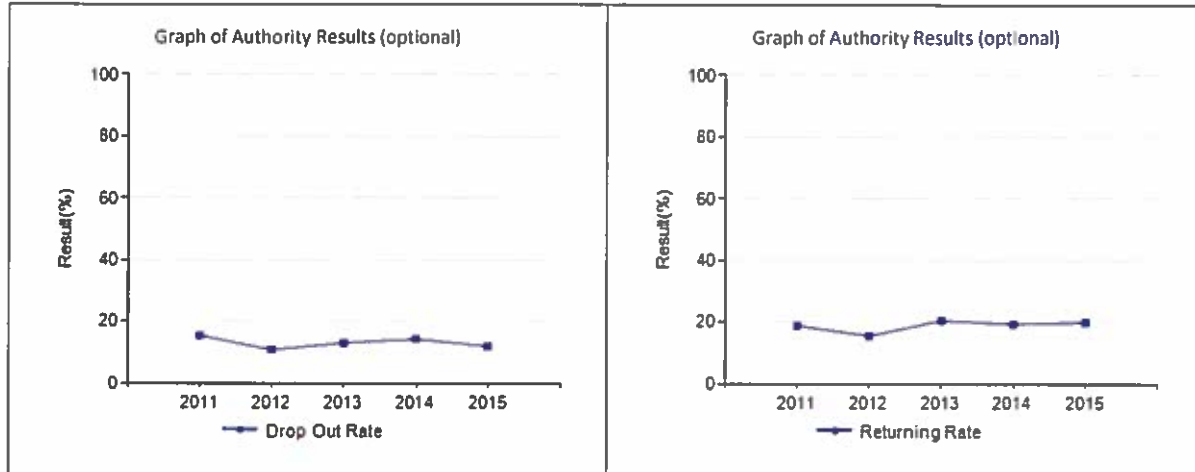 Graph of Authority Results (optional)
100
80
60
40
20
0
Result(%)
2011 2012 2013 2014 2015
Drop Out Rate
Graph of Authority Results (optional)
100
80
60
40
20
0
Result(%)
2011 2012 2013 2014 2015
Returning Rate